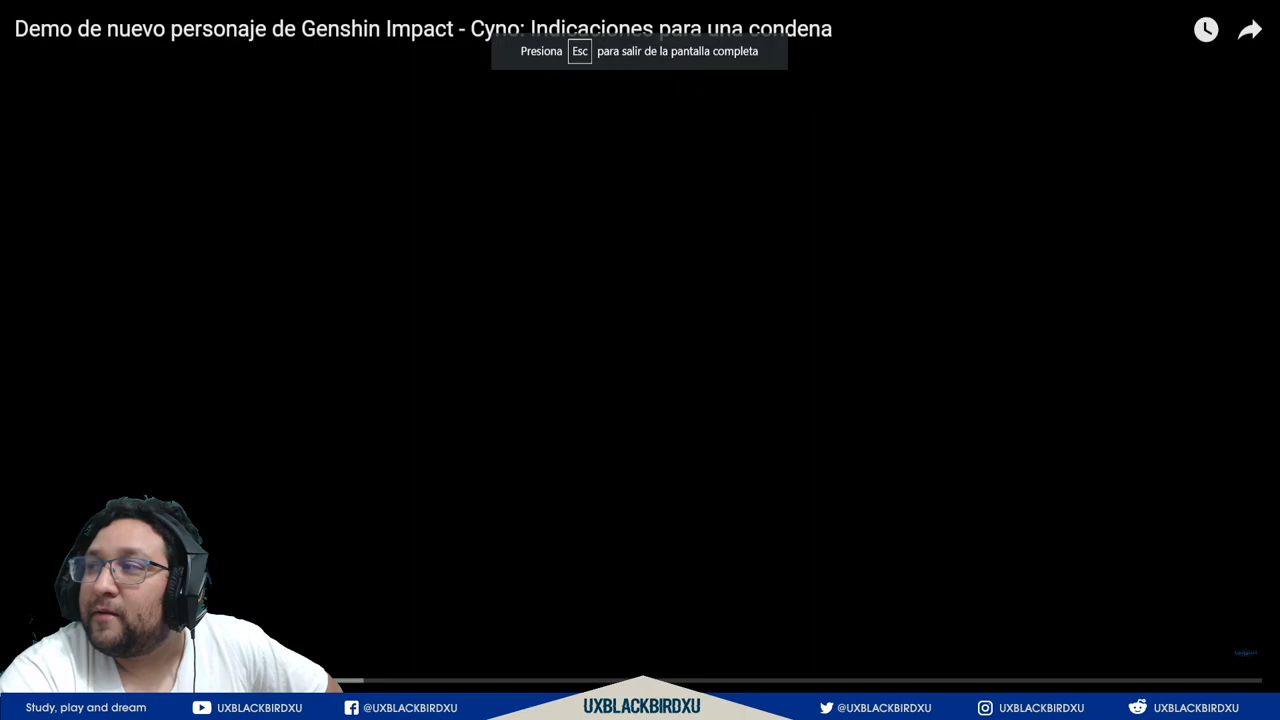 Demo de nuevo personaje de Genshin Impact - Cyno: Indicaciones para una condena
Presiona Esc para salir de la pantalla completa
Study, play and dream UXBLACKBIRDXU @UXBLACKBIRDXU UXBLACKBIRDXU @UXBLACKBIRDXU UXBLACKBIRDXU UXBLACKBIRDXU